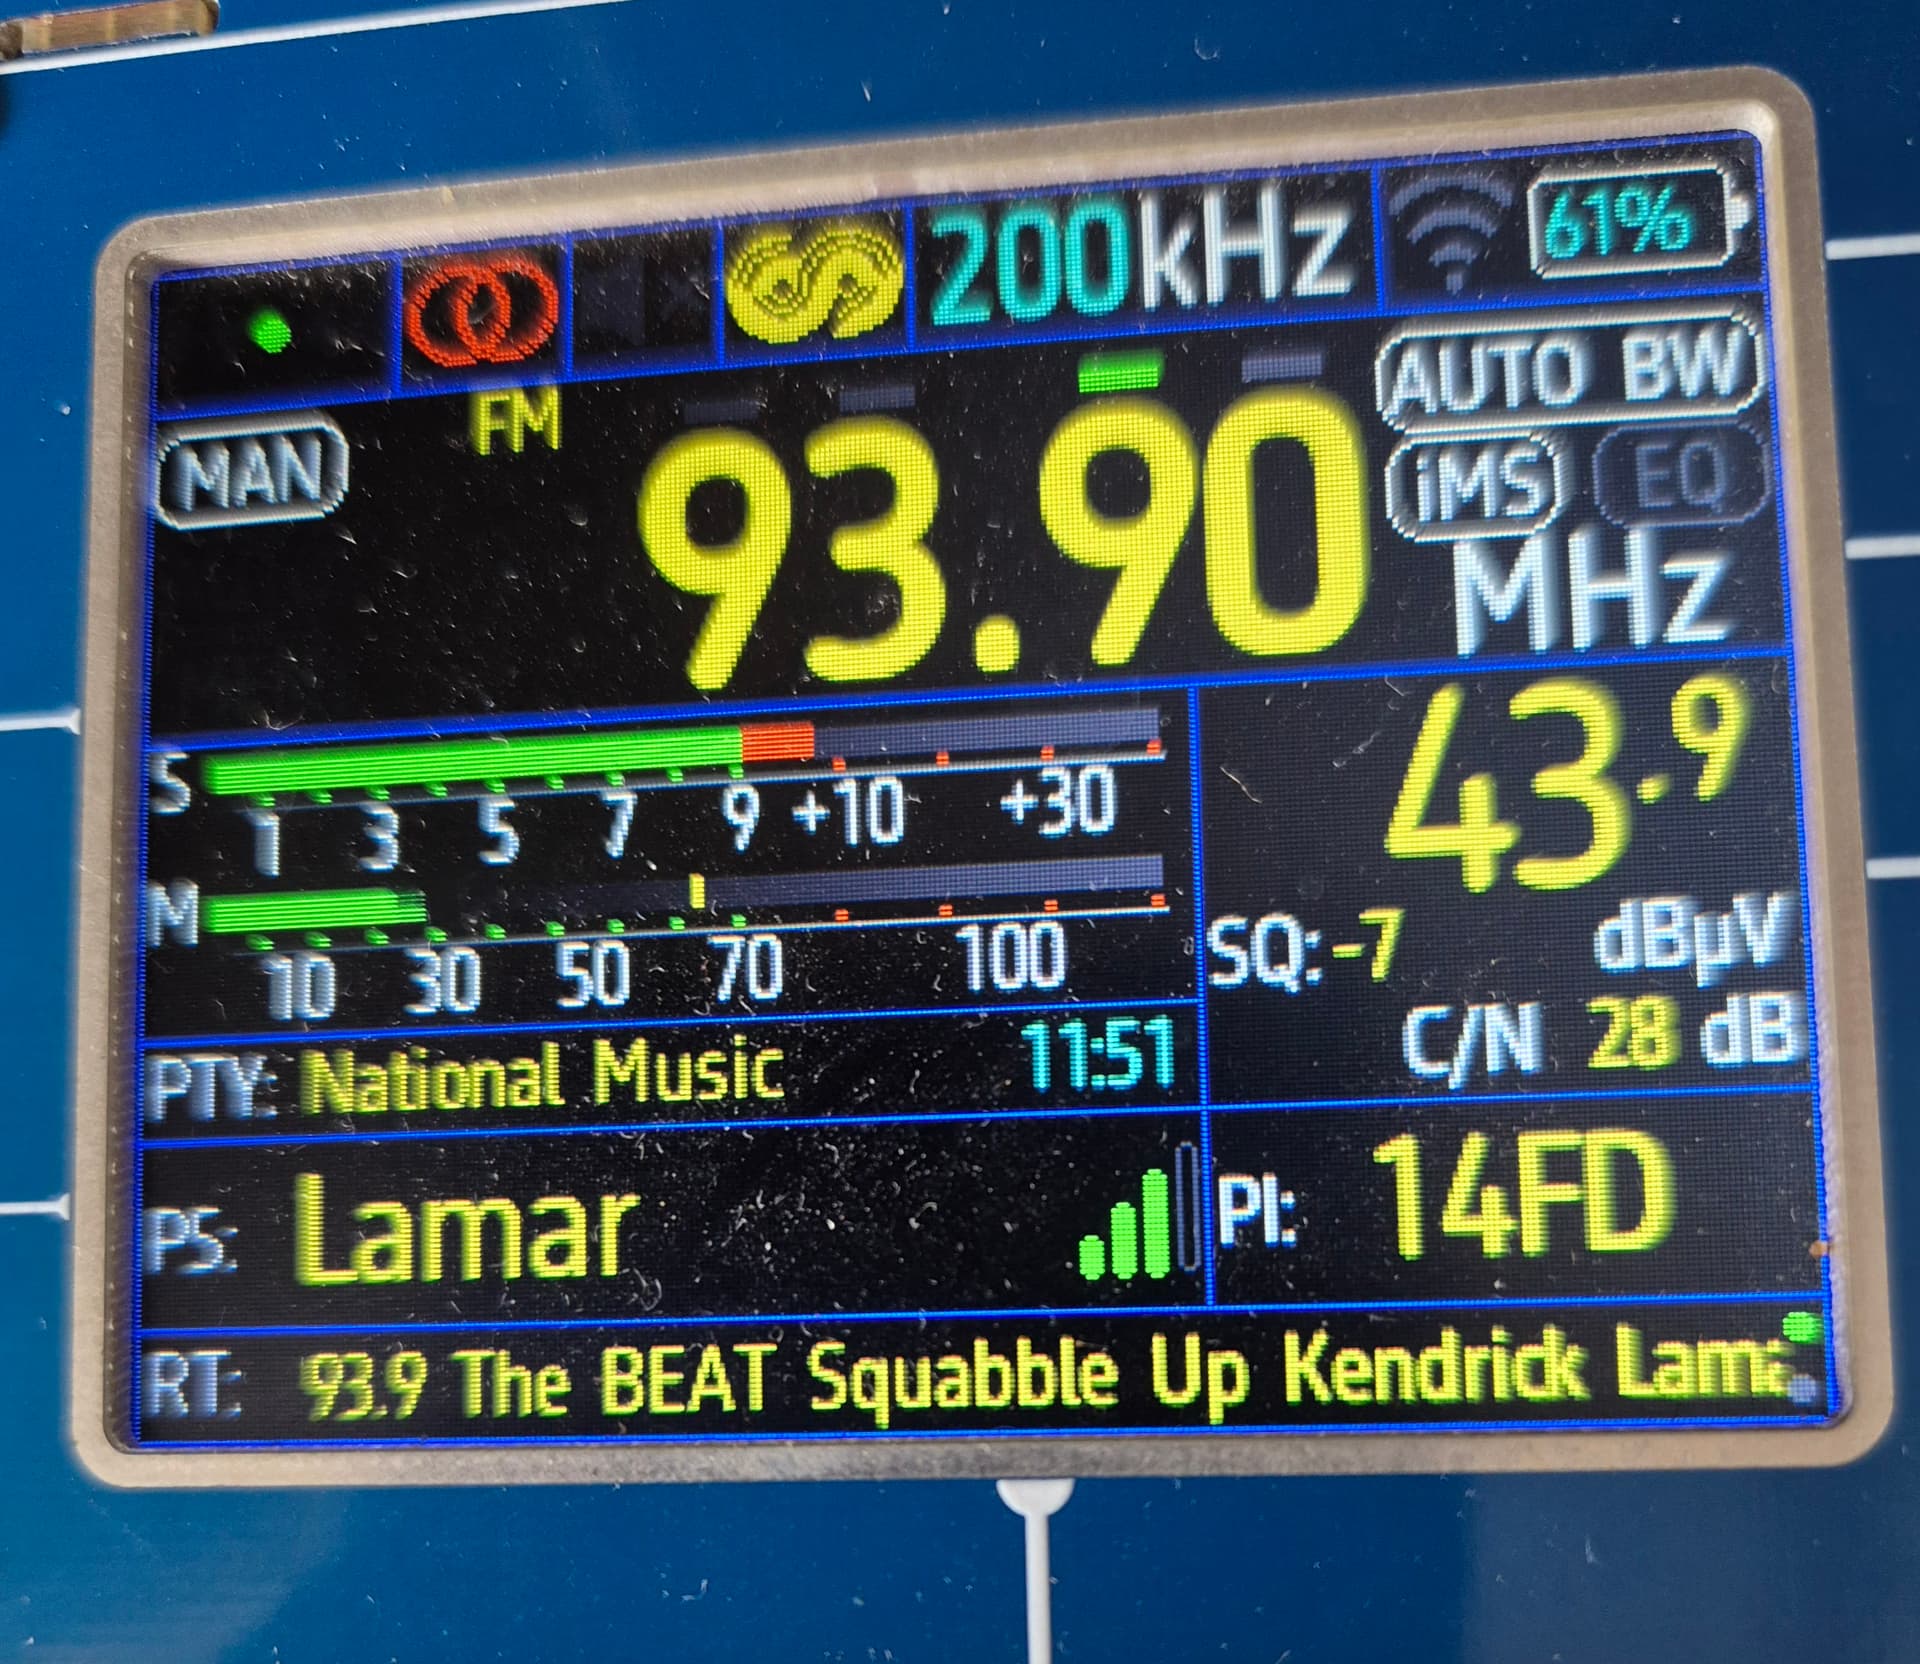 200kHz 61%
AUTO BW
MAN FM 93.90 iMS EQ
MHz
S 1 3 5 7 9 +10 +30 43.9
M 10 30 50 70 100 SQ:-7 dBµV
C/N 28 dB
PTY: National Music 11:51
PS: Lamar PI: 14FD
RT: 93.9 The BEAT Squabble Up Kendrick Lama